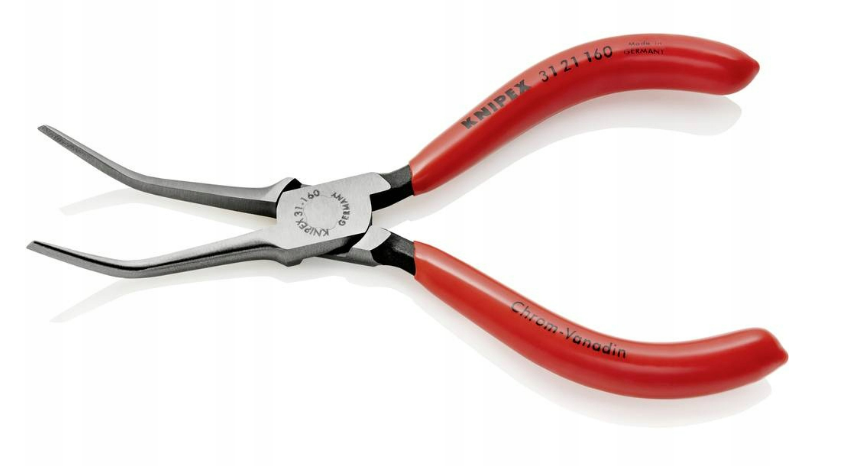 KNIPEX 31 21 160
Made in
GERMANY
KNIPEX 31-160
GERMANY
Chrom-Vanadin